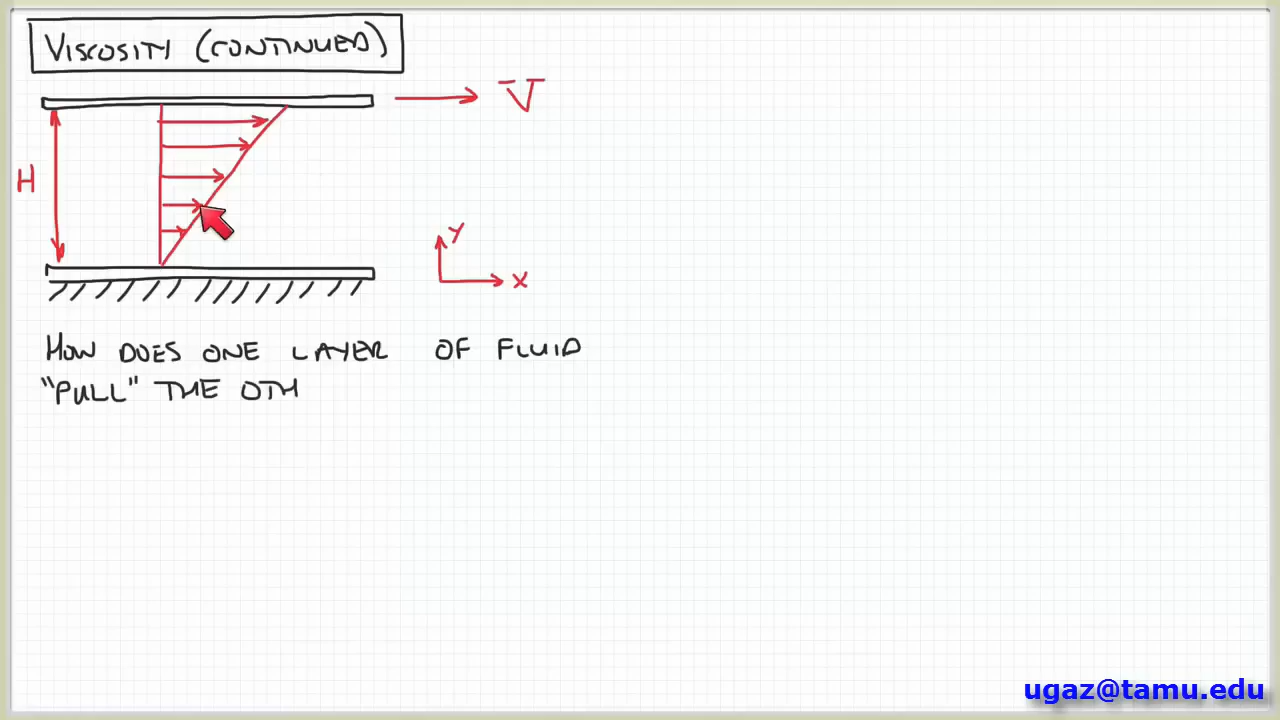 VISCOSITY (CONTINUED)
V
H
y
x
HOW DOES ONE LAYER OF FLUID
"PULL" THE OTH
ugaz@tamu.edu